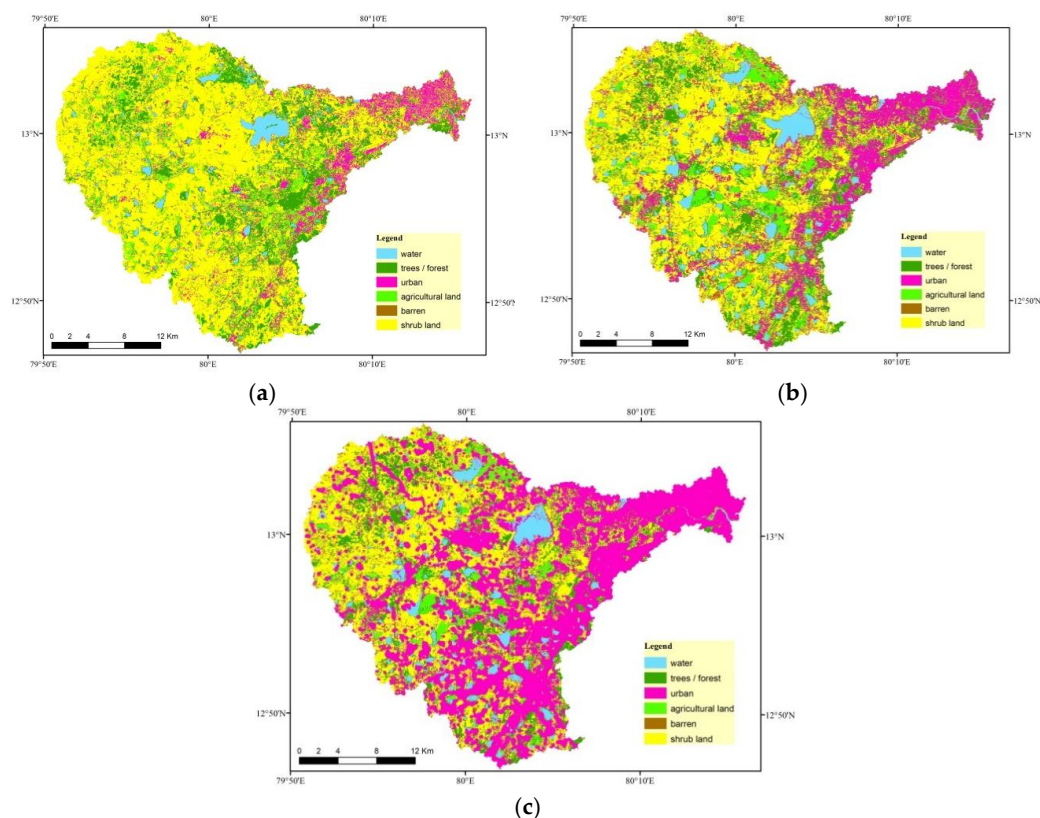 79°50'E 80°0'E 80°10'E
13°N 13°N
12°50'N 12°50'N
Legend
water
trees / forest
urban
agricultural land
barren
shrub land
0 2 4 8 12 Km
79°50'E 80°E 80°10'E
(a)
79°50'E 80°0'E 80°10'E
13°N 13°N
12°50'N 12°50'N
Legend
water
trees / forest
urban
agricultural land
barren
shrub land
0 2 4 8 12 Km
79°50'E 80°E 80°10'E
(b)
79°50'E 80°E 80°10'E
13°N 13°N
12°50'N 12°50'N
Legend
water
trees / forest
urban
agricultural land
barren
shrub land
0 2 4 8 12 Km
79°50'E 80°E 80°10'E
(c)